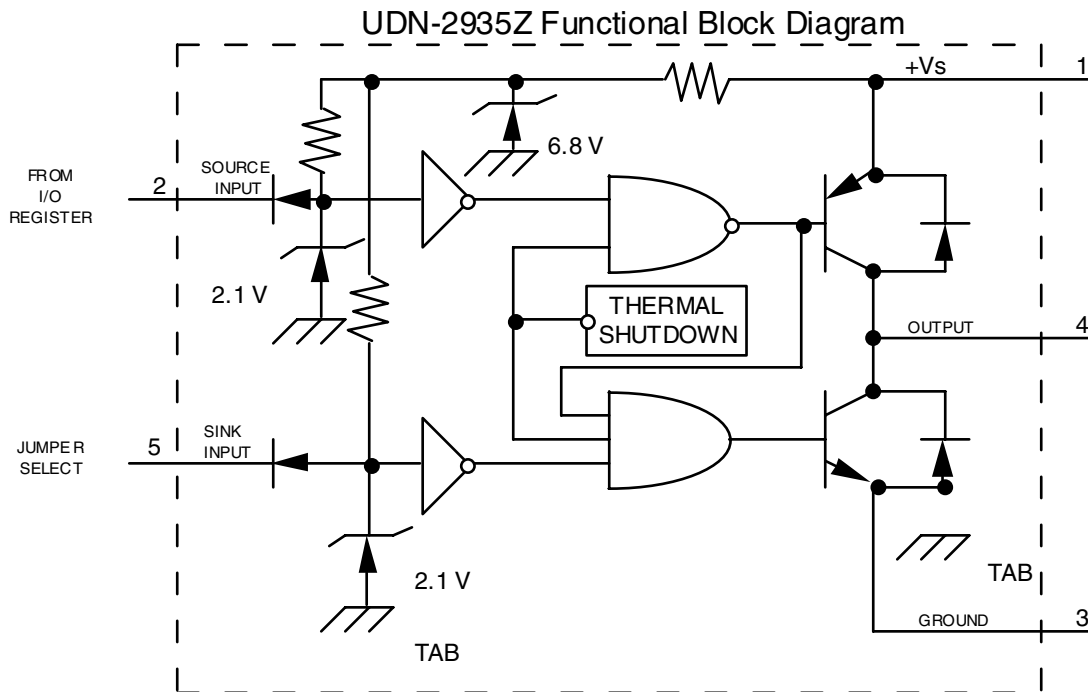 UDN-2935Z Functional Block Diagram
+Vs
1
6.8 V
FROM
I/O
REGISTER
2
SOURCE
INPUT
2.1 V
THERMAL
SHUTDOWN
OUTPUT
4
JUMPER
SELECT
5
SINK
INPUT
2.1 V
TAB
TAB
GROUND
3